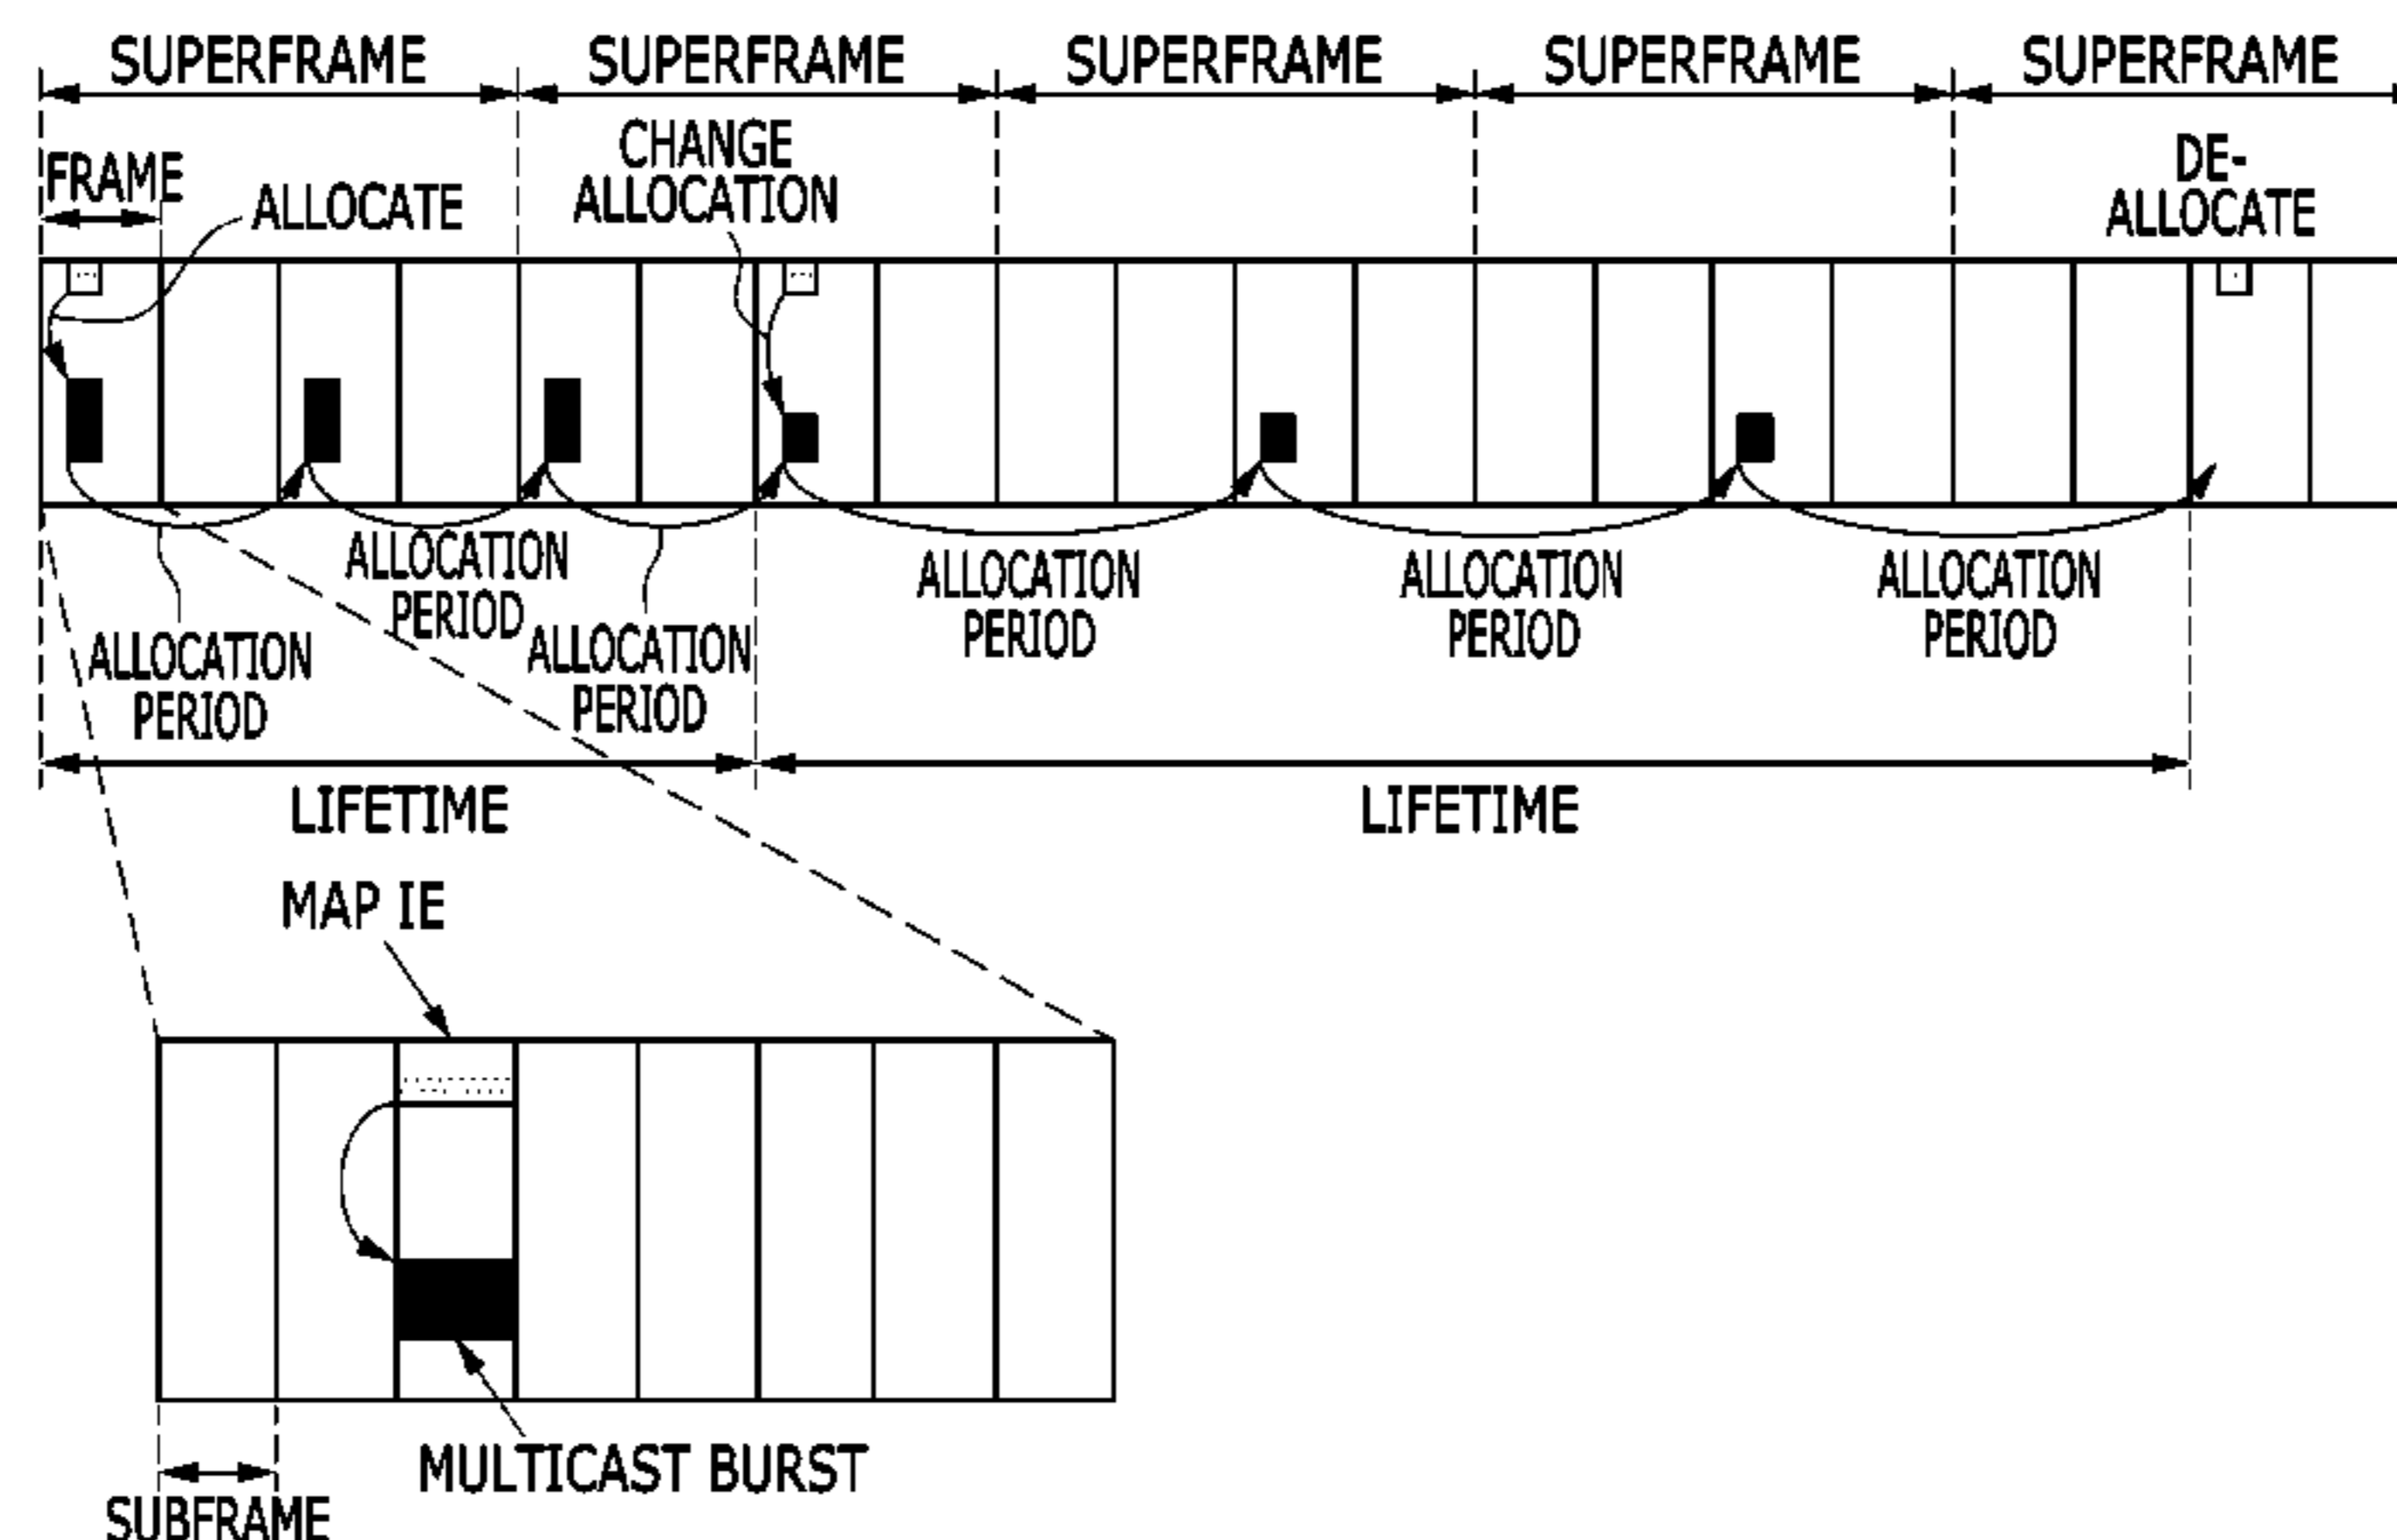 SUPERFRAME SUPERFRAME SUPERFRAME SUPERFRAME SUPERFRAME
FRAME
ALLOCATE
CHANGE
ALLOCATION
DE-
ALLOCATE
ALLOCATION
PERIOD
ALLOCATION
PERIOD
ALLOCATION
PERIOD
ALLOCATION
PERIOD
ALLOCATION
PERIOD
ALLOCATION
PERIOD
LIFETIME LIFETIME
MAP IE
MULTICAST BURST
SUBFRAME